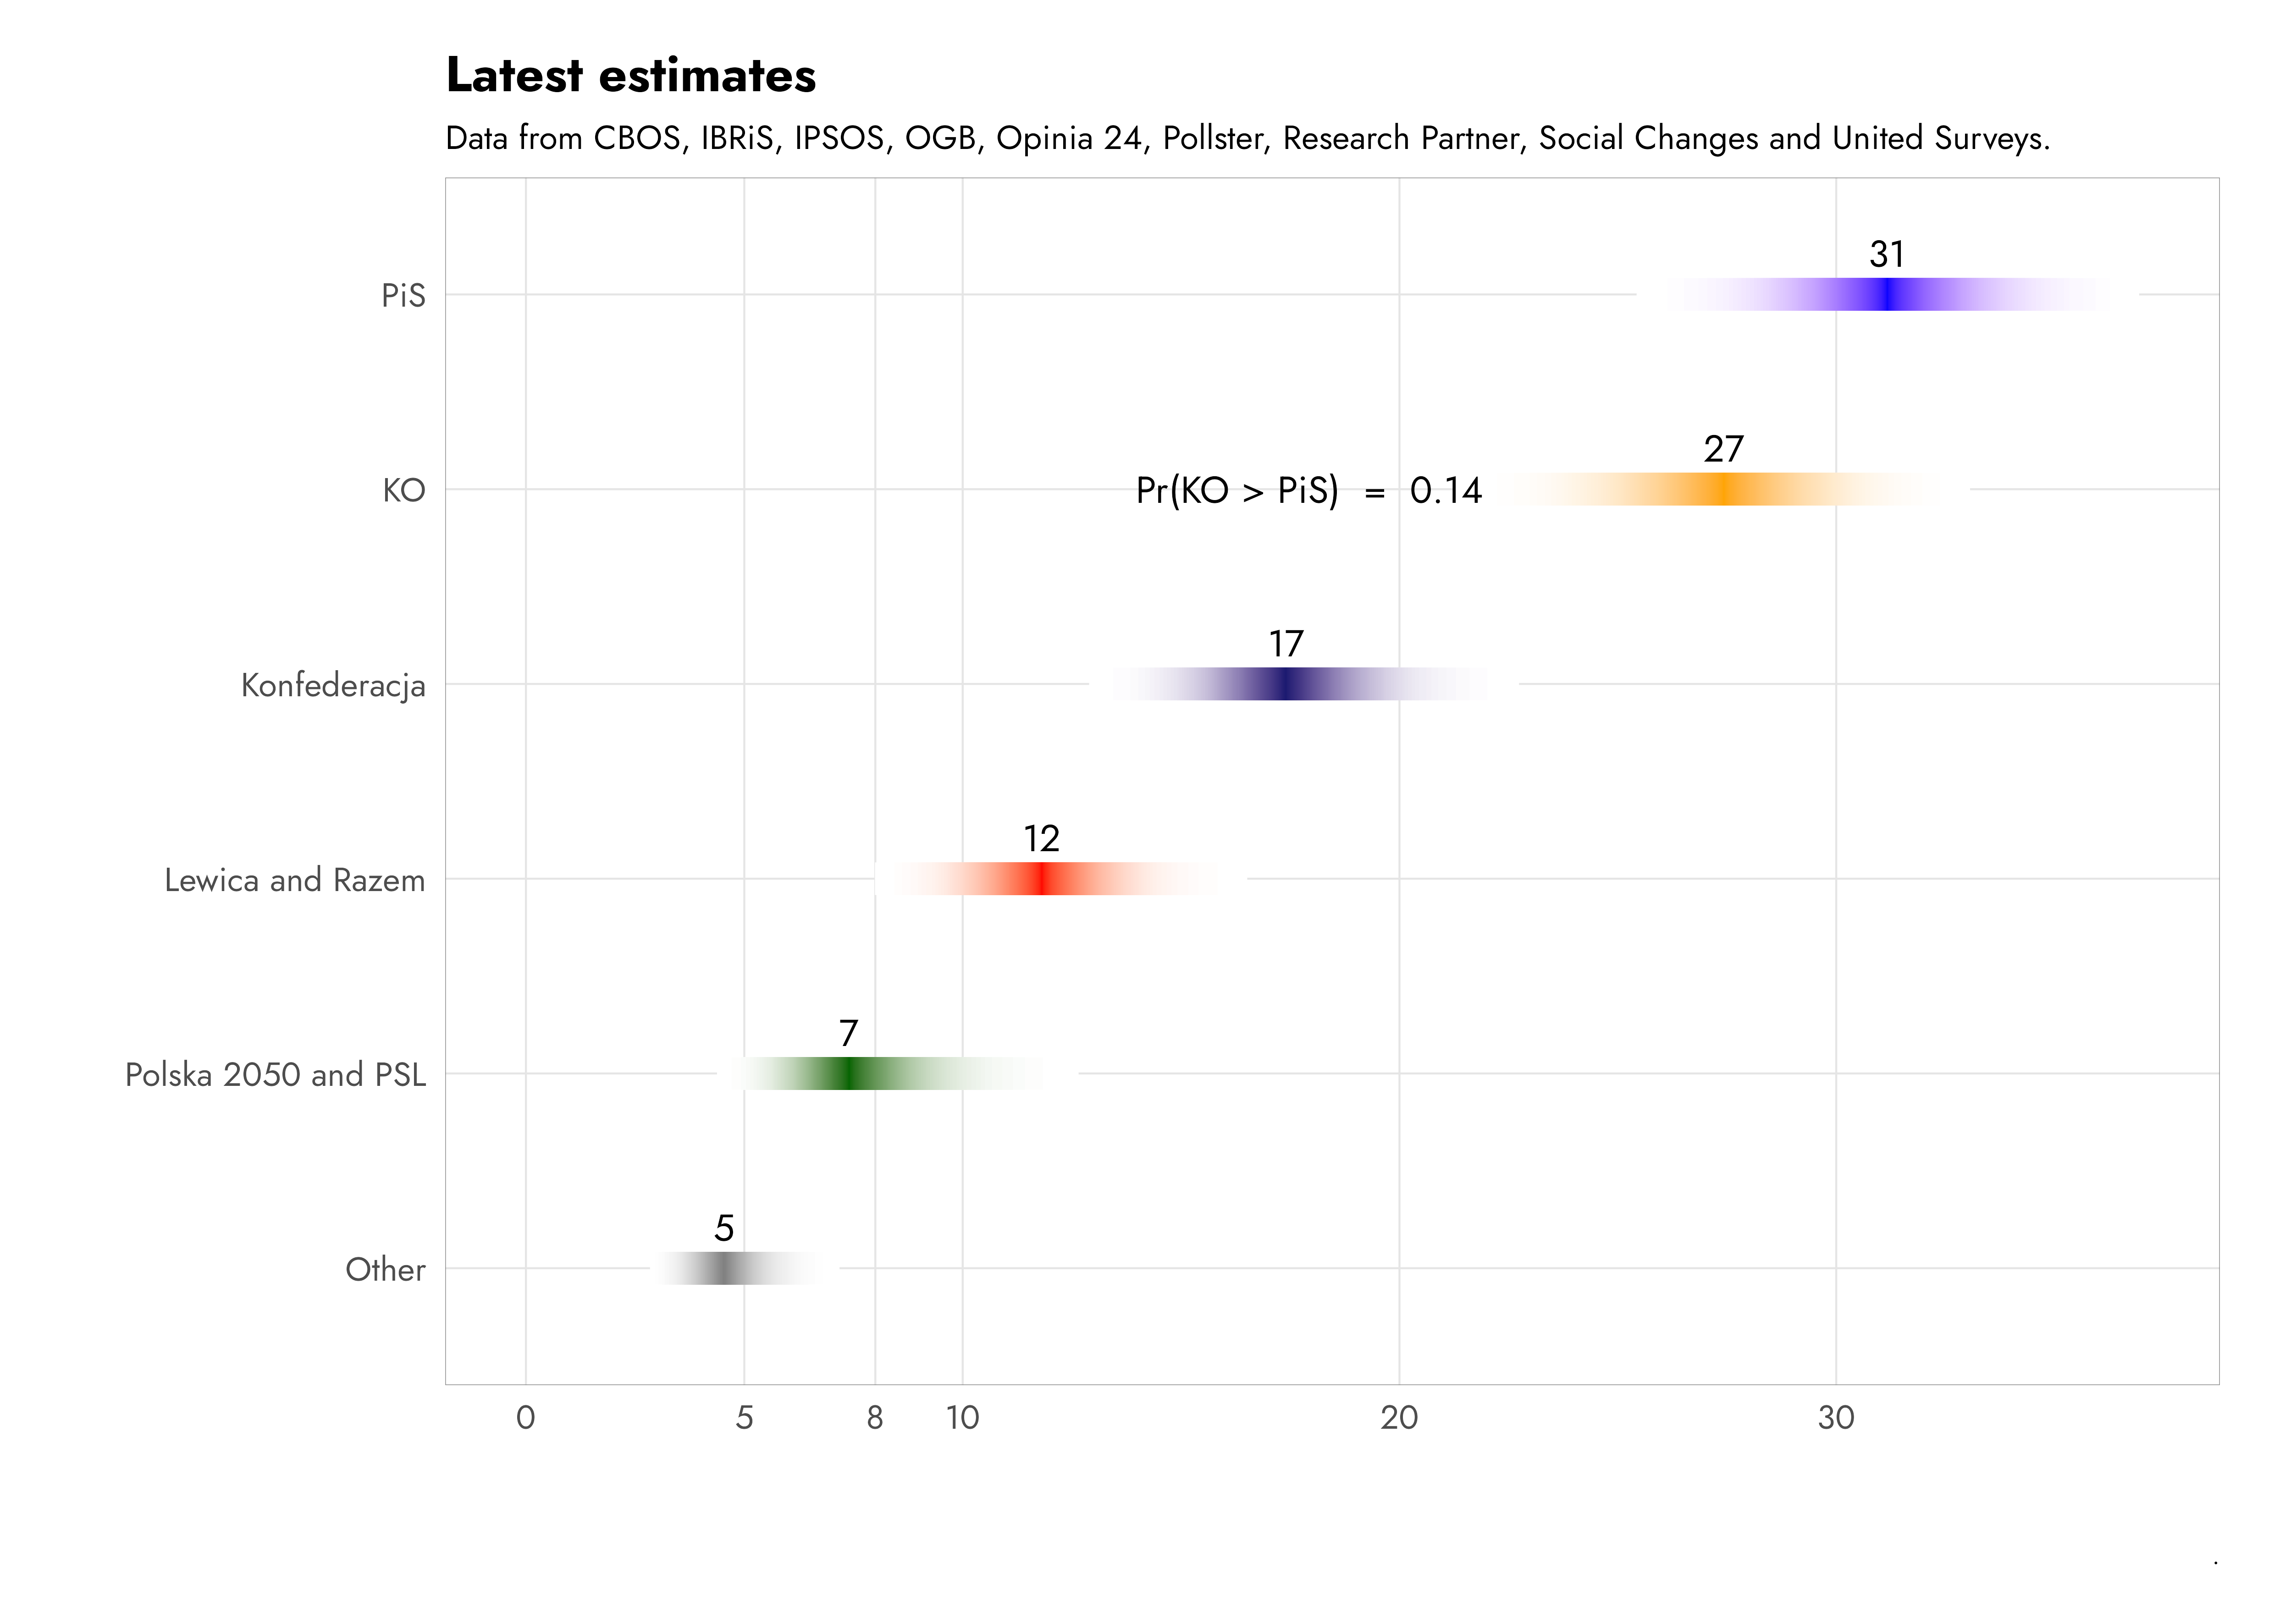 Latest estimates
Data from CBOS, IBRiS, IPSOS, OGB, Opinia 24, Pollster, Research Partner, Social Changes and United Surveys.
31
PiS
27
KO
Pr(KO > PiS) = 0.14
17
Konfederacja
12
Lewica and Razem
7
Polska 2050 and PSL
5
Other
0 5 8 10 20 30
.